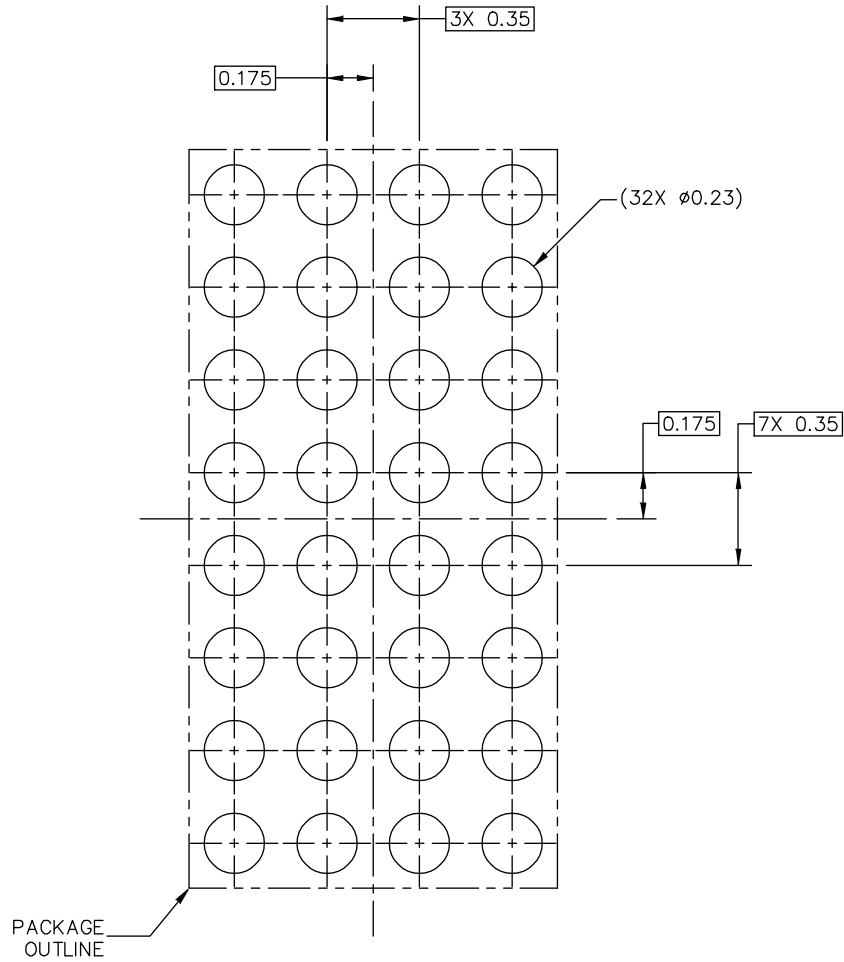 3X 0.35
0.175
(32X ø0.23)
0.175
7X 0.35
PACKAGE
OUTLINE